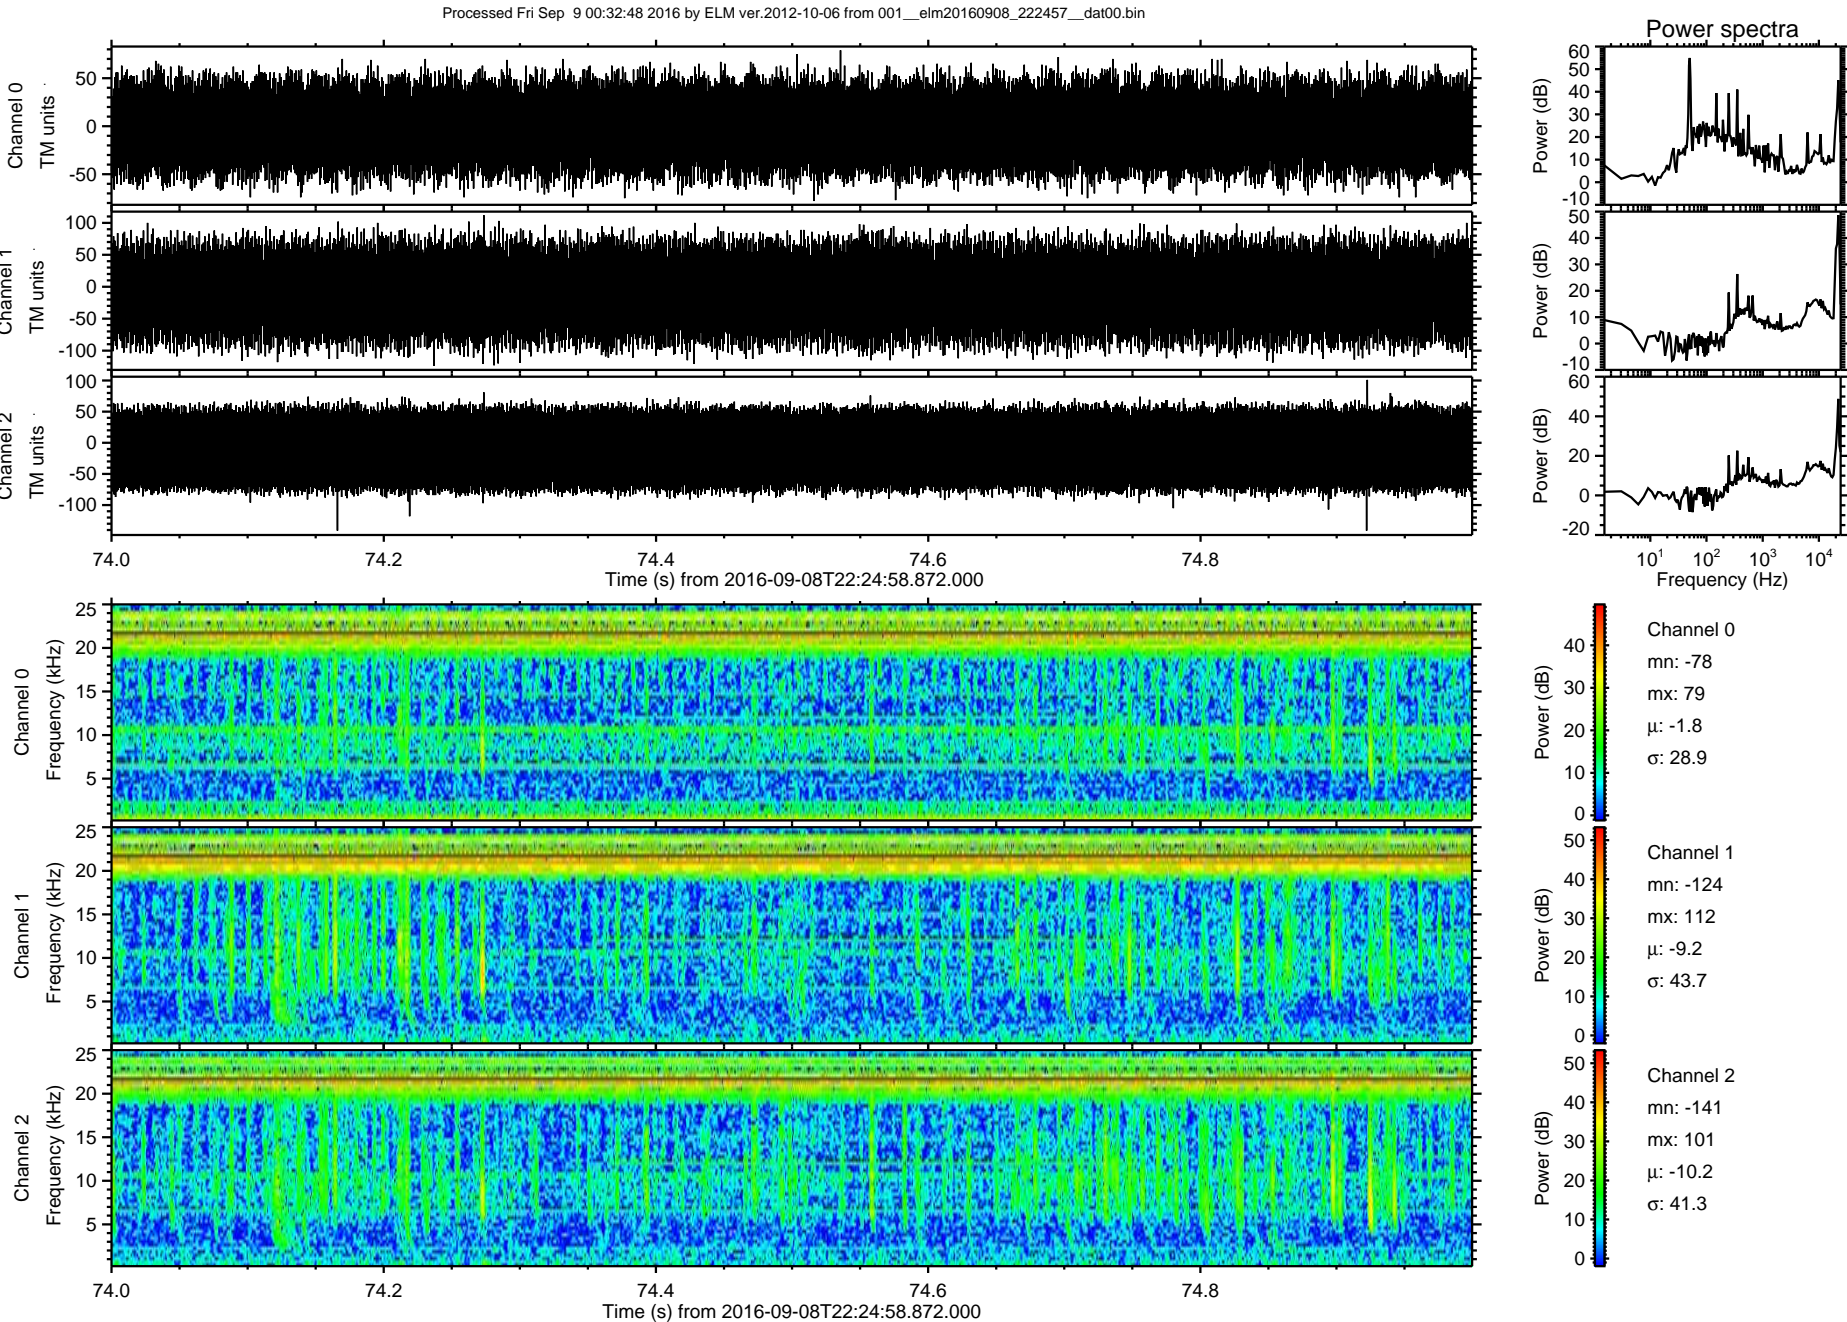 Processed Fri Sep  9 00:32:48 2016 by ELM ver.2012-10-06 from 001__elm20160908_222457__dat00.bin
Power spectra
Channel 0
TM units
50
0
-50
Power (dB)
60
50
40
30
20
10
0
-10
Channel 1
TM units
100
50
0
-50
-100
Power (dB)
50
40
30
20
10
0
-10
Channel 2
TM units
100
50
0
-50
-100
Power (dB)
60
40
20
0
-20
74.0 74.2 74.4 74.6 74.8
Time (s) from 2016-09-08T22:24:58.872.000
10^1 10^2 10^3 10^4
Frequency (Hz)
Channel 0
Frequency (kHz)
25
20
15
10
5
Power (dB)
40
30
20
10
0
Channel 0
mn: -78
mx: 79
μ: -1.8
σ: 28.9
Channel 1
Frequency (kHz)
25
20
15
10
5
Power (dB)
50
40
30
20
10
0
Channel 1
mn: -124
mx: 112
μ: -9.2
σ: 43.7
Channel 2
Frequency (kHz)
25
20
15
10
5
Power (dB)
50
40
30
20
10
0
Channel 2
mn: -141
mx: 101
μ: -10.2
σ: 41.3
74.0 74.2 74.4 74.6 74.8
Time (s) from 2016-09-08T22:24:58.872.000